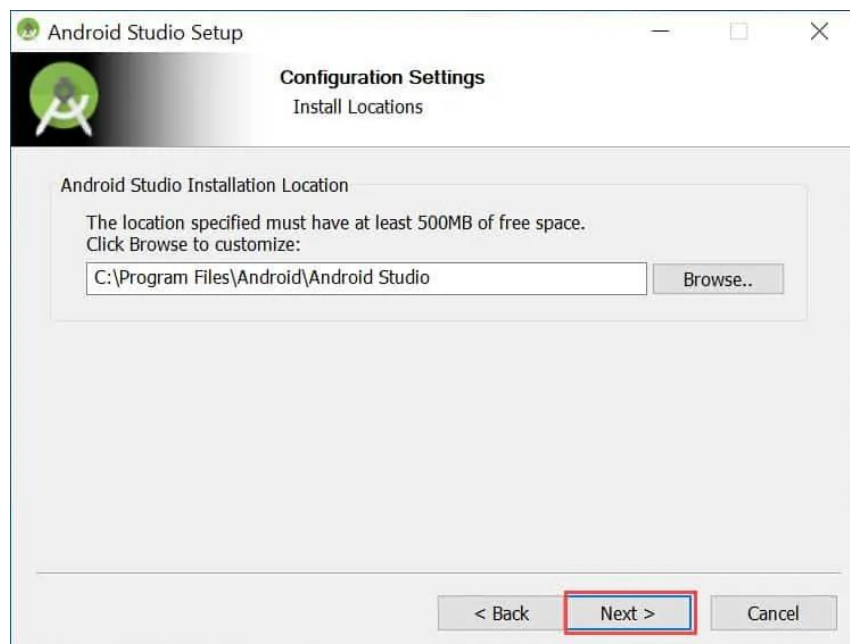 Android Studio Setup
Configuration Settings
Install Locations
Android Studio Installation Location
The location specified must have at least 500MB of free space.
Click Browse to customize:
C:\Program Files\Android\Android Studio
Browse..
< Back
Next >
Cancel